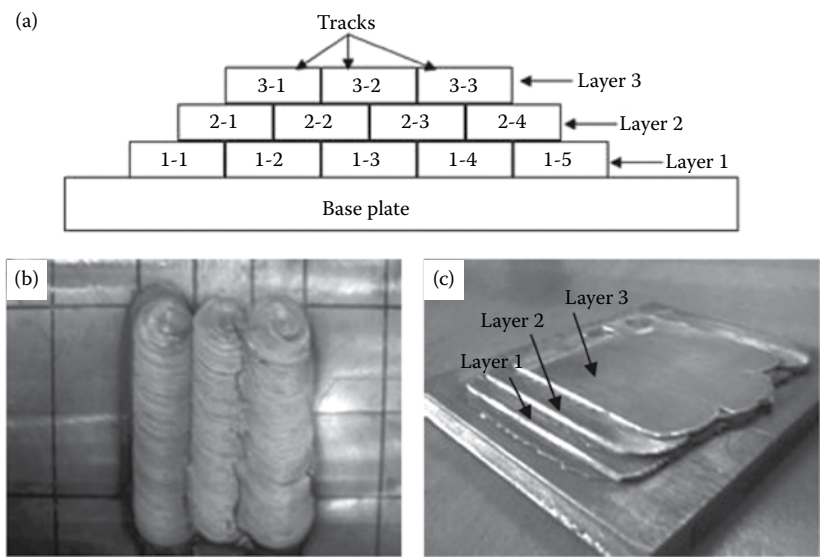 (a)
Tracks
3-1 3-2 3-3
Layer 3
2-1 2-2 2-3 2-4
Layer 2
1-1 1-2 1-3 1-4 1-5
Layer 1
Base plate
(b)
(c)
Layer 3
Layer 2
Layer 1